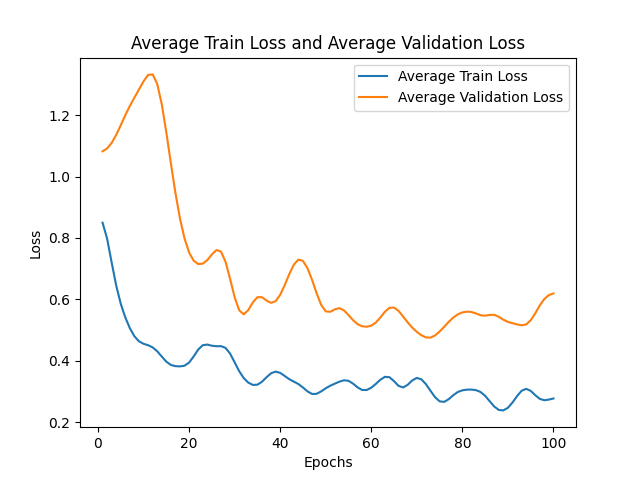 Average Train Loss and Average Validation Loss
Average Train Loss
Average Validation Loss
Loss
1.2
1.0
0.8
0.6
0.4
0.2
0
20
40
60
80
100
Epochs